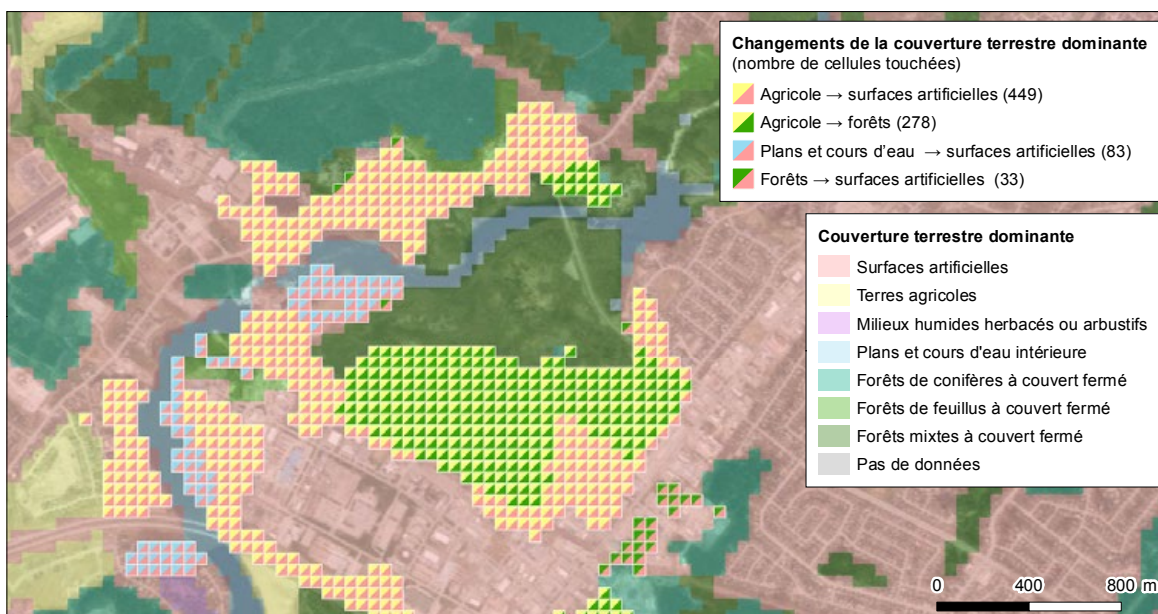 Changements de la couverture terrestre dominante
(nombre de cellules touchées)
Agricole → surfaces artificielles (449)
Agricole → forêts (278)
Plans et cours d'eau → surfaces artificielles (83)
Forêts → surfaces artificielles (33)
Couverture terrestre dominante
Surfaces artificielles
Terres agricoles
Milieux humides herbacés ou arbustifs
Plans et cours d'eau intérieure
Forêts de conifères à couvert fermé
Forêts de feuillus à couvert fermé
Forêts mixtes à couvert fermé
Pas de données
0 400 800 m